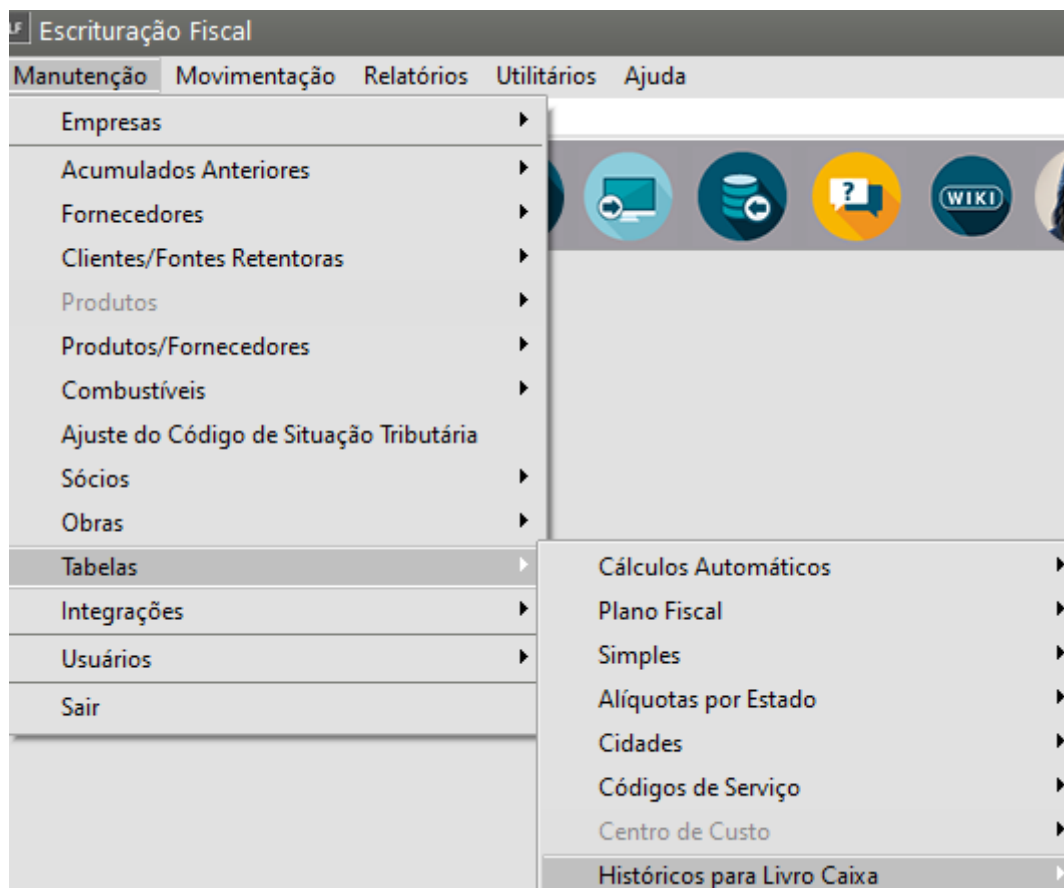 LF Escrituração Fiscal
Manutenção Movimentação Relatórios Utilitários Ajuda
Empresas
Acumulados Anteriores
Fornecedores
Clientes/Fontes Retentoras
Produtos
Produtos/Fornecedores
Combustíveis
Ajuste do Código de Situação Tributária
Sócios
Obras
Tabelas
Integrações
Usuários
Sair
? WIKI
Cálculos Automáticos
Plano Fiscal
Simples
Alíquotas por Estado
Cidades
Códigos de Serviço
Centro de Custo
Históricos para Livro Caixa